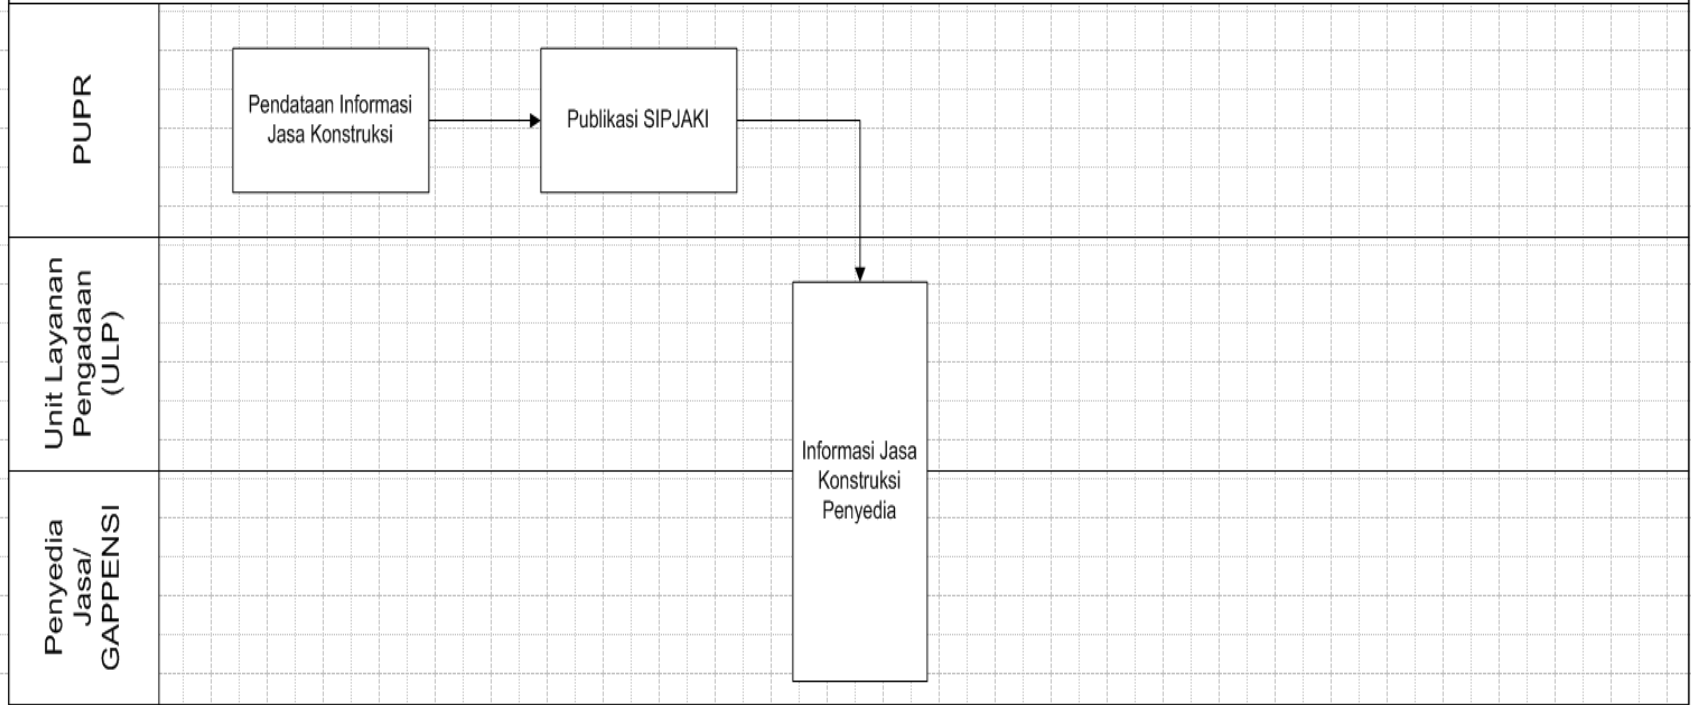 PUPR
Pendataan Informasi
Jasa Konstruksi
Publikasi SIPJAKI
Unit Layanan
Pengadaan
(ULP)
Informasi Jasa
Konstruksi
Penyedia
Penyedia
Jasa/
GAPPENSI